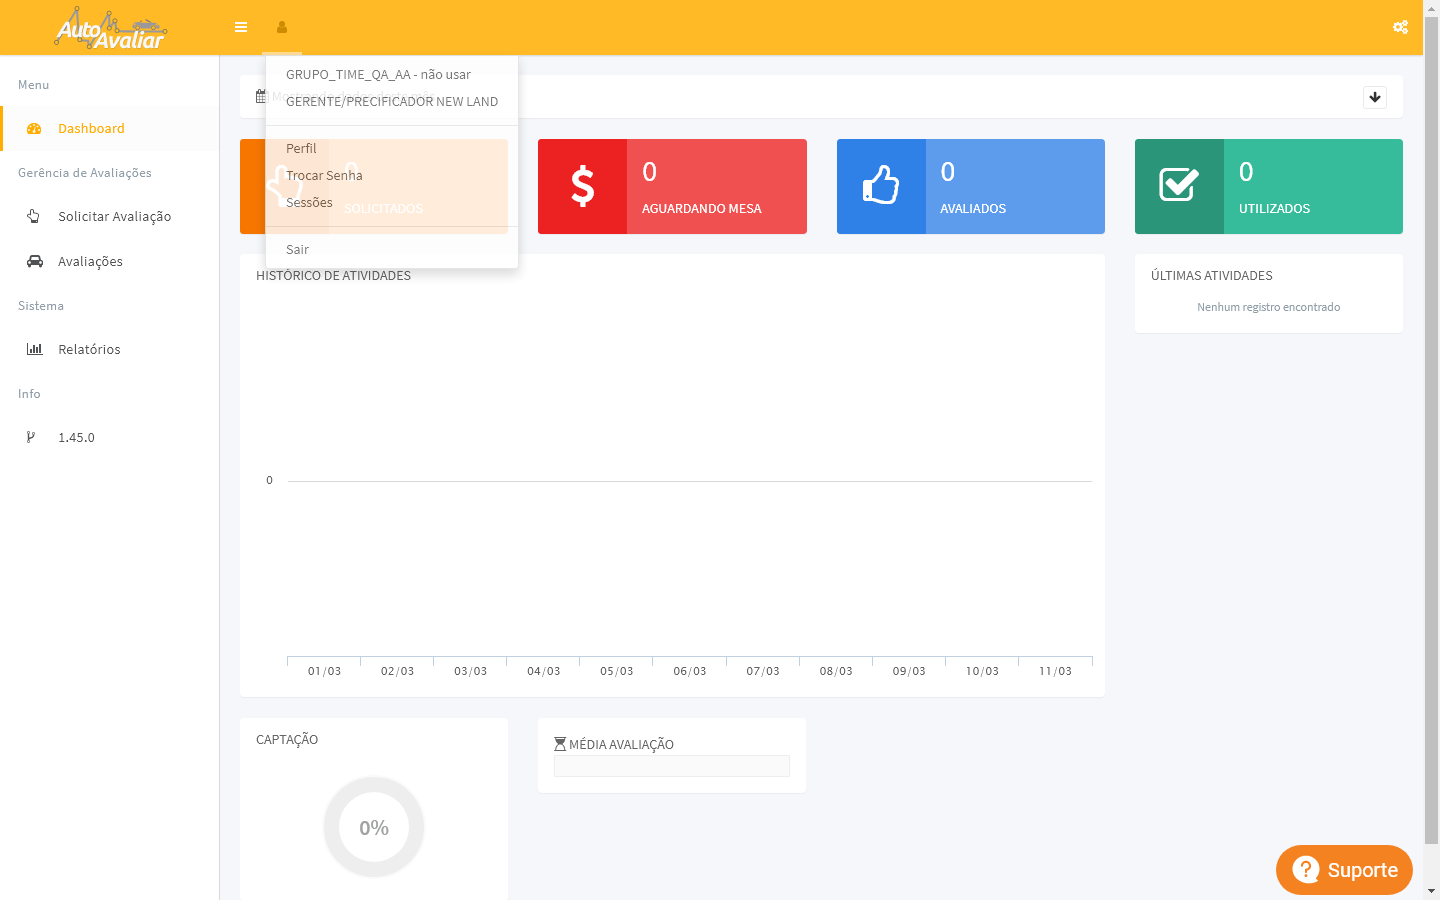 AutoAvaliar
Menu
Dashboard
Gerência de Avaliações
Solicitar Avaliação
Avaliações
Sistema
Relatórios
Info
1.45.0
GRUPO_TIME_QA_AA - não usar
GERENTE/PRECIFICADOR NEW LAND
Perfil
Trocar Senha
Sessões
Sair
0
SOLICITADOS
0
AGUARDANDO MESA
0
AVALIADOS
0
UTILIZADOS
HISTÓRICO DE ATIVIDADES
0
01/03 02/03 03/03 04/03 05/03 06/03 07/03 08/03 09/03 10/03 11/03
ÚLTIMAS ATIVIDADES
Nenhum registro encontrado
CAPTAÇÃO
0%
MÉDIA AVALIAÇÃO
Suporte